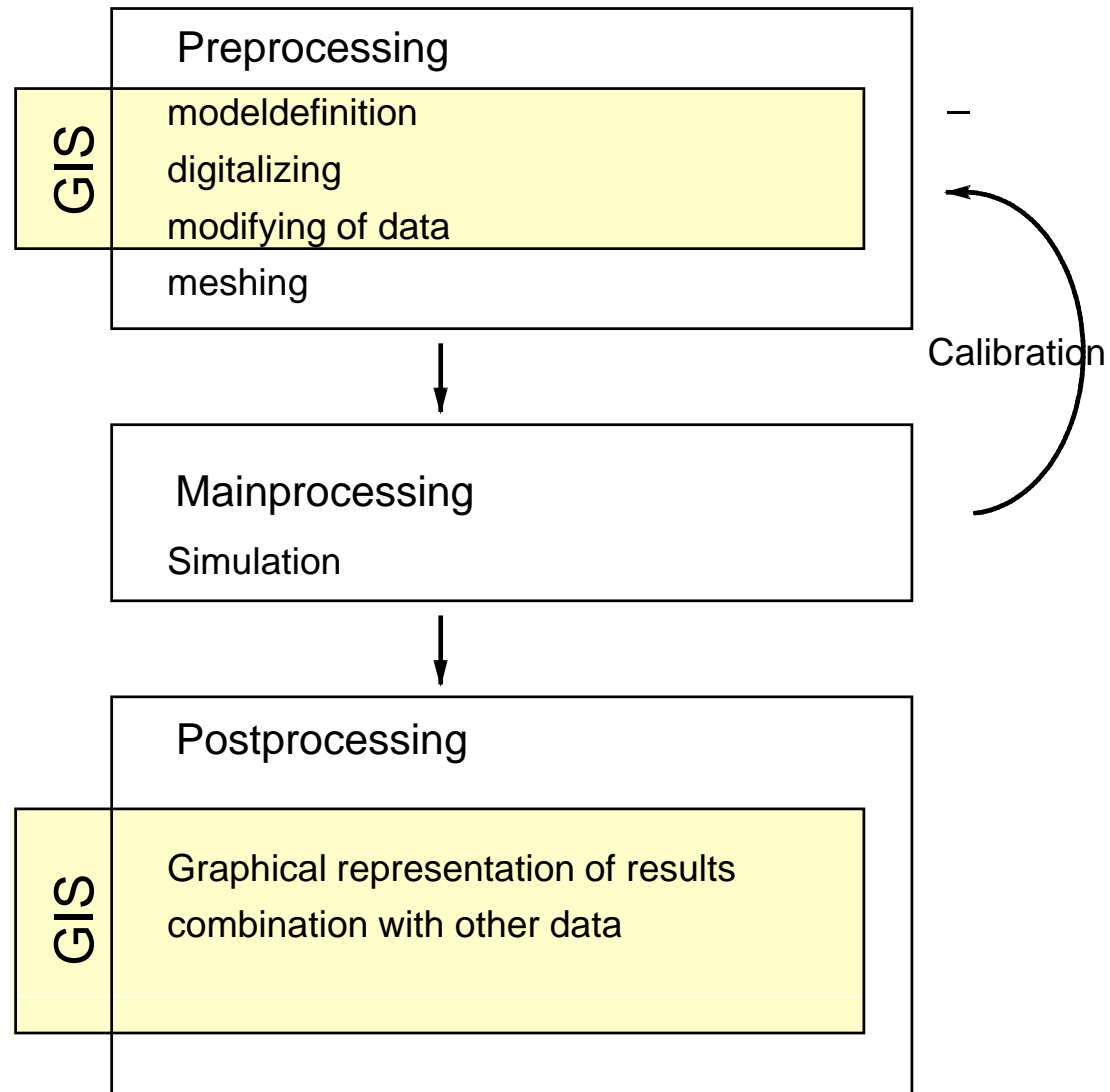 Preprocessing
GIS
modeldefinition
digitalizing
modifying of data
meshing
–
Calibration
Mainprocessing
Simulation
Postprocessing
GIS
Graphical representation of results
combination with other data